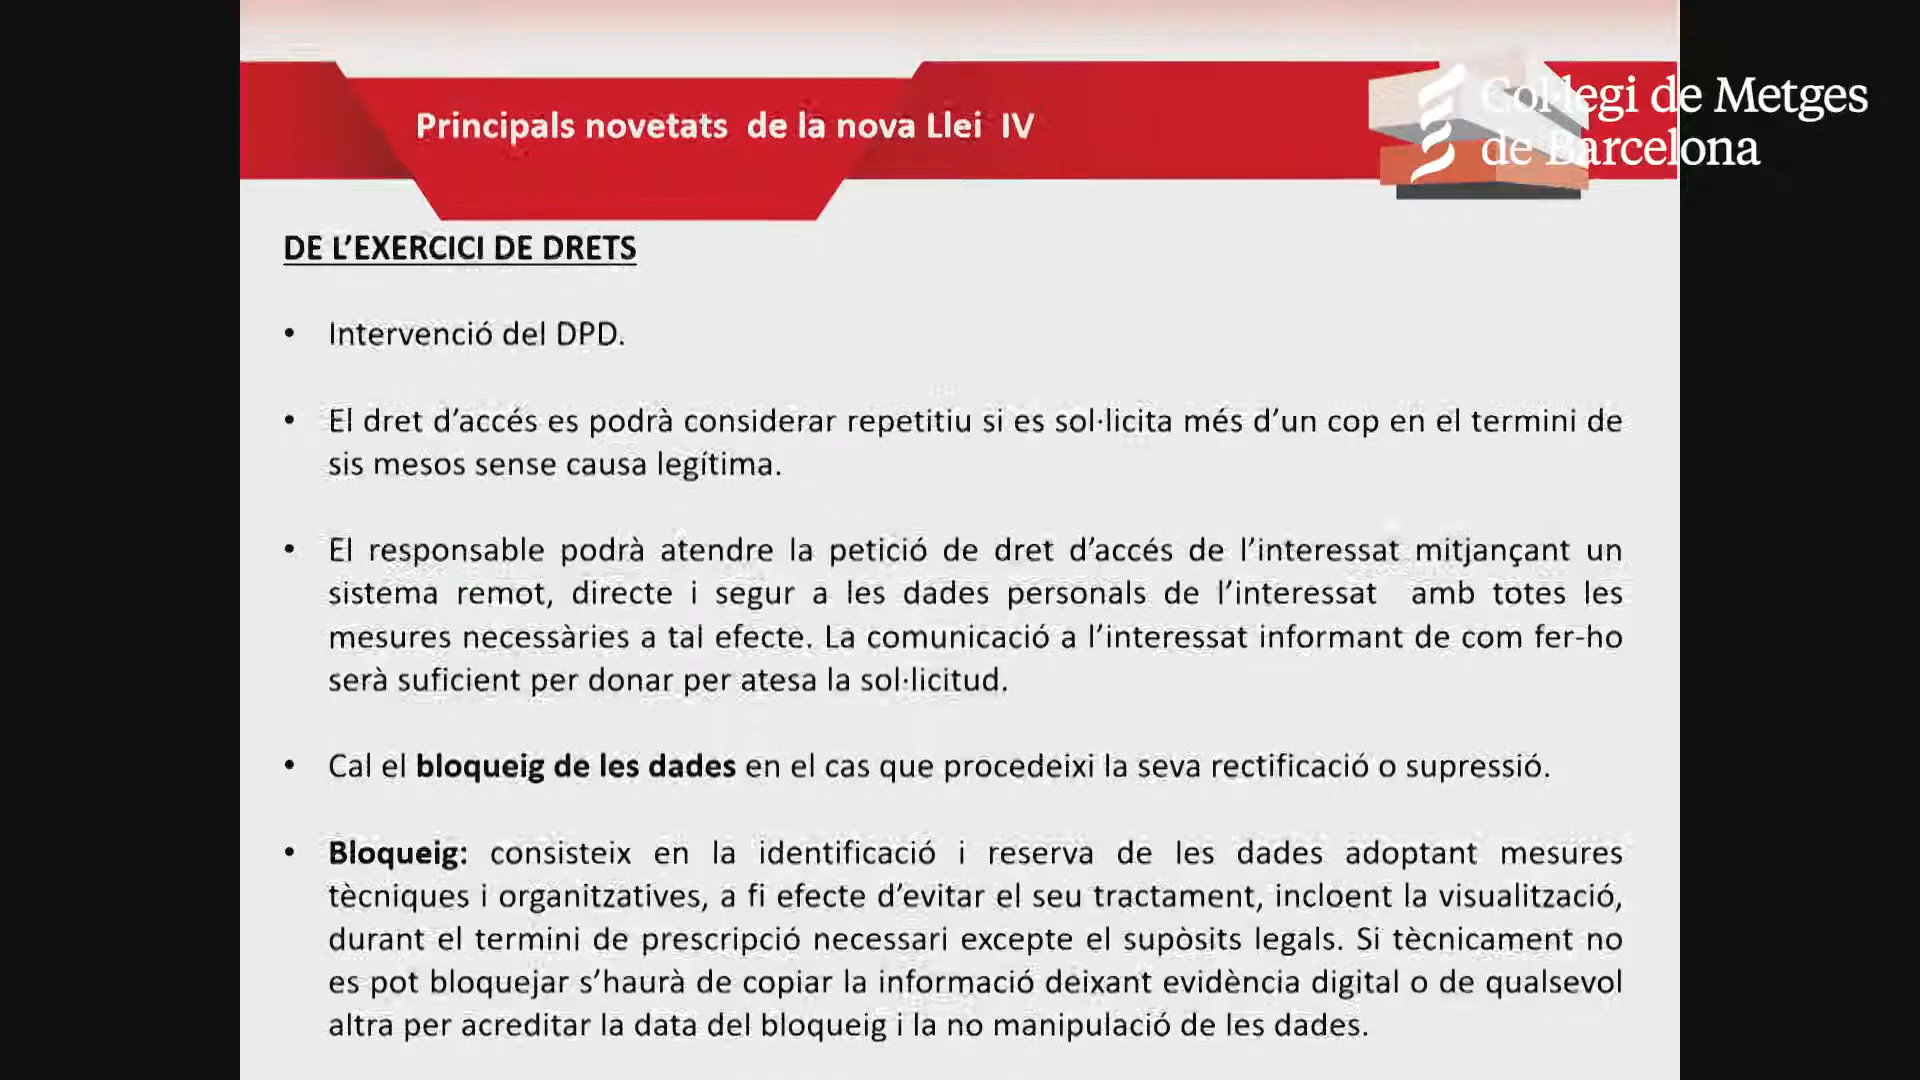 Principals novetats de la nova Llei IV
Col·legi de Metges
de Barcelona
DE L’EXERCICI DE DRETS
• Intervenció del DPD.
• El dret d’accés es podrà considerar repetitiu si es sol·licita més d’un cop en el termini de
sis mesos sense causa legítima.
• El responsable podrà atendre la petició de dret d’accés de l’interessat mitjançant un
sistema remot, directe i segur a les dades personals de l’interessat amb totes les
mesures necessàries a tal efecte. La comunicació a l’interessat informant de com fer-ho
serà suficient per donar per atesa la sol·licitud.
• Cal el bloqueig de les dades en el cas que procedeixi la seva rectificació o supressió.
• Bloqueig: consisteix en la identificació i reserva de les dades adoptant mesures
tècniques i organitzatives, a fi efecte d’evitar el seu tractament, incloent la visualització,
durant el termini de prescripció necessari excepte el supòsits legals. Si tècnicament no
es pot bloquejar s’haurà de copiar la informació deixant evidència digital o de qualsevol
altra per acreditar la data del bloqueig i la no manipulació de les dades.